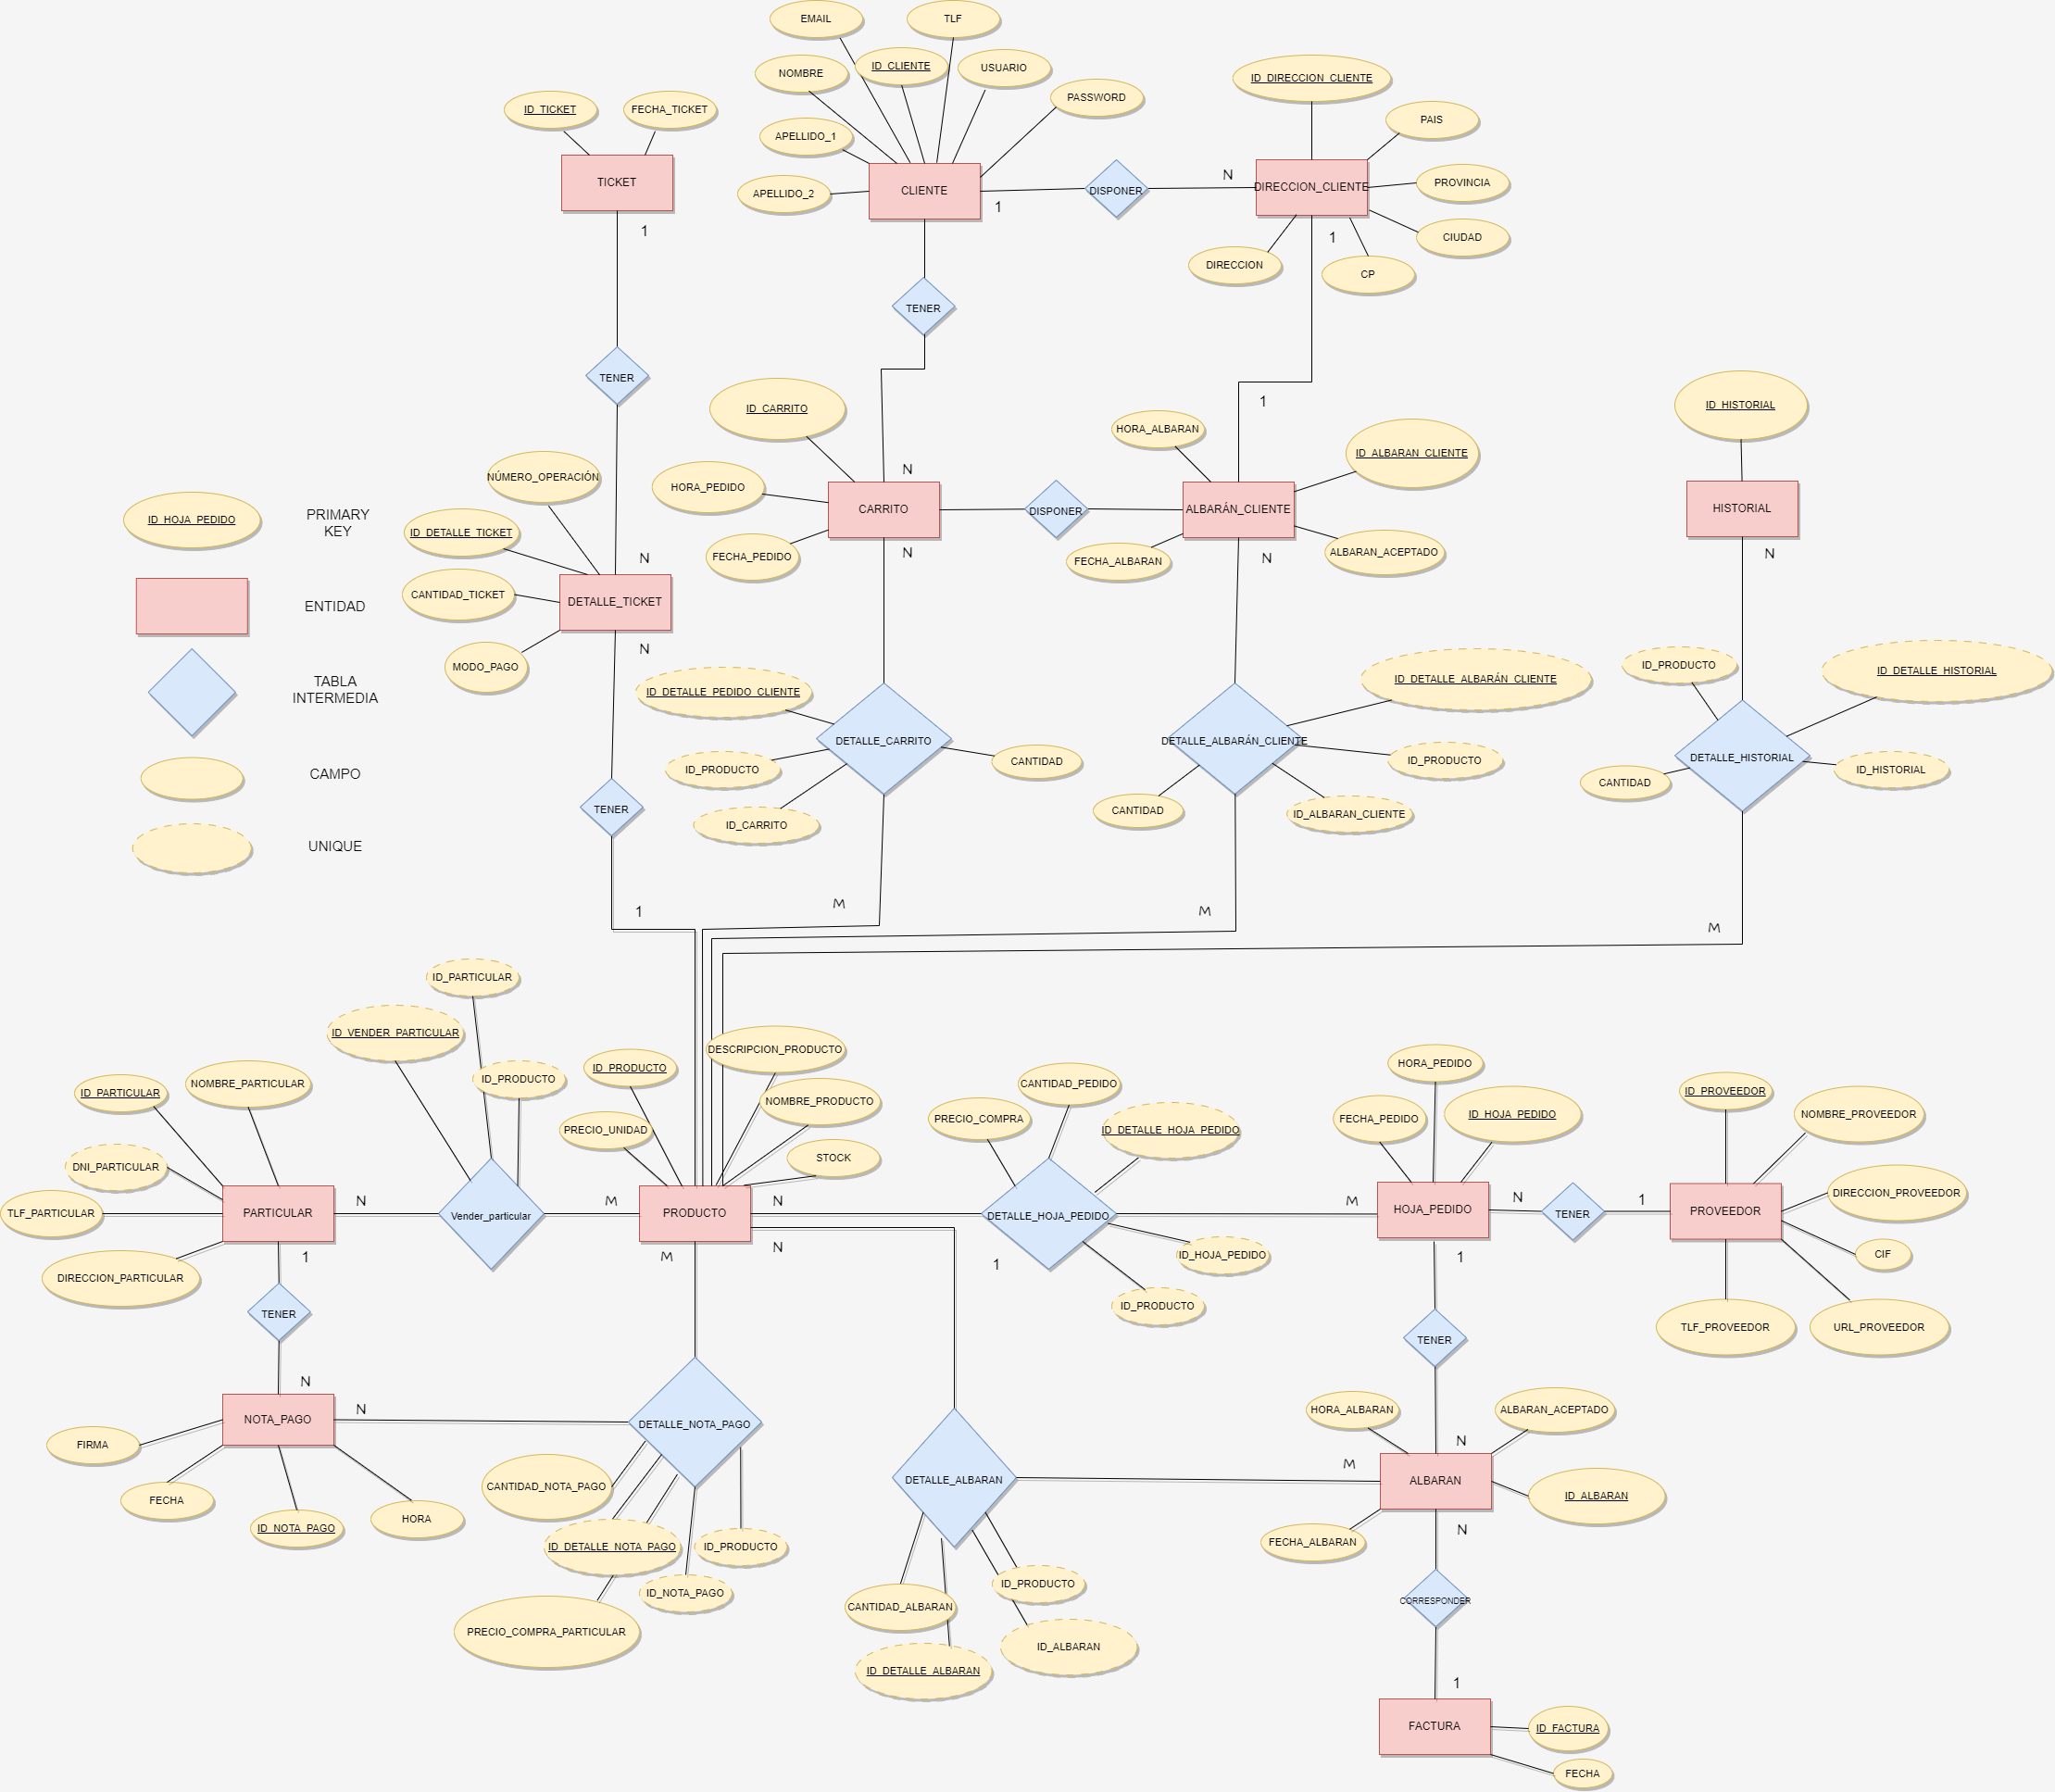 EMAIL
TLF
NOMBRE
ID_CLIENTE
USUARIO
PASSWORD
APELLIDO_1
APELLIDO_2
CLIENTE
1
DISPONER
N
ID_DIRECCION_CLIENTE
PAIS
PROVINCIA
CIUDAD
CP
DIRECCION
DIRECCION_CLIENTE
1
ID_TICKET
FECHA_TICKET
TICKET
1
TENER
TENER
1
ID_CARRITO
HORA_PEDIDO
FECHA_PEDIDO
N
CARRITO
N
DISPONER
HORA_ALBARAN
ID_ALBARAN_CLIENTE
ALBARÁN_CLIENTE
FECHA_ALBARAN
ALBARAN_ACEPTADO
N
ID_HISTORIAL
HISTORIAL
N
NÚMERO_OPERACIÓN
ID_DETALLE_TICKET
CANTIDAD_TICKET
MODO_PAGO
N
DETALLE_TICKET
N
ID_HOJA_PEDIDO
PRIMARY
KEY
ENTIDAD
TABLA
INTERMEDIA
CAMPO
UNIQUE
TENER
1
ID_DETALLE_PEDIDO_CLIENTE
ID_PRODUCTO
ID_CARRITO
DETALLE_CARRITO
CANTIDAD
M
ID_DETALLE_ALBARÁN_CLIENTE
DETALLE_ALBARÁN_CLIENTE
ID_PRODUCTO
CANTIDAD
ID_ALBARAN_CLIENTE
M
ID_PRODUCTO
ID_DETALLE_HISTORIAL
DETALLE_HISTORIAL
ID_HISTORIAL
CANTIDAD
M
ID_PARTICULAR
ID_VENDER_PARTICULAR
ID_PRODUCTO
ID_PARTICULAR
NOMBRE_PARTICULAR
DNI_PARTICULAR
TLF_PARTICULAR
DIRECCION_PARTICULAR
PARTICULAR
N
Vender_particular
M
1
TENER
N
DESCRIPCION_PRODUCTO
ID_PRODUCTO
NOMBRE_PRODUCTO
PRECIO_UNIDAD
STOCK
PRODUCTO
N
M
N
CANTIDAD_PEDIDO
PRECIO_COMPRA
ID_DETALLE_HOJA_PEDIDO
DETALLE_HOJA_PEDIDO
1
ID_HOJA_PEDIDO
ID_PRODUCTO
M
HORA_PEDIDO
FECHA_PEDIDO
ID_HOJA_PEDIDO
HOJA_PEDIDO
N
TENER
1
1
ID_PROVEEDOR
NOMBRE_PROVEEDOR
DIRECCION_PROVEEDOR
PROVEEDOR
CIF
TLF_PROVEEDOR
URL_PROVEEDOR
TENER
NOTA_PAGO
N
FIRMA
FECHA
ID_NOTA_PAGO
HORA
DETALLE_NOTA_PAGO
CANTIDAD_NOTA_PAGO
ID_DETALLE_NOTA_PAGO
ID_PRODUCTO
ID_NOTA_PAGO
PRECIO_COMPRA_PARTICULAR
DETALLE_ALBARAN
M
CANTIDAD_ALBARAN
ID_PRODUCTO
ID_ALBARAN
ID_DETALLE_ALBARAN
HORA_ALBARAN
ALBARAN_ACEPTADO
N
ALBARAN
ID_ALBARAN
FECHA_ALBARAN
N
CORRESPONDER
1
FACTURA
ID_FACTURA
FECHA